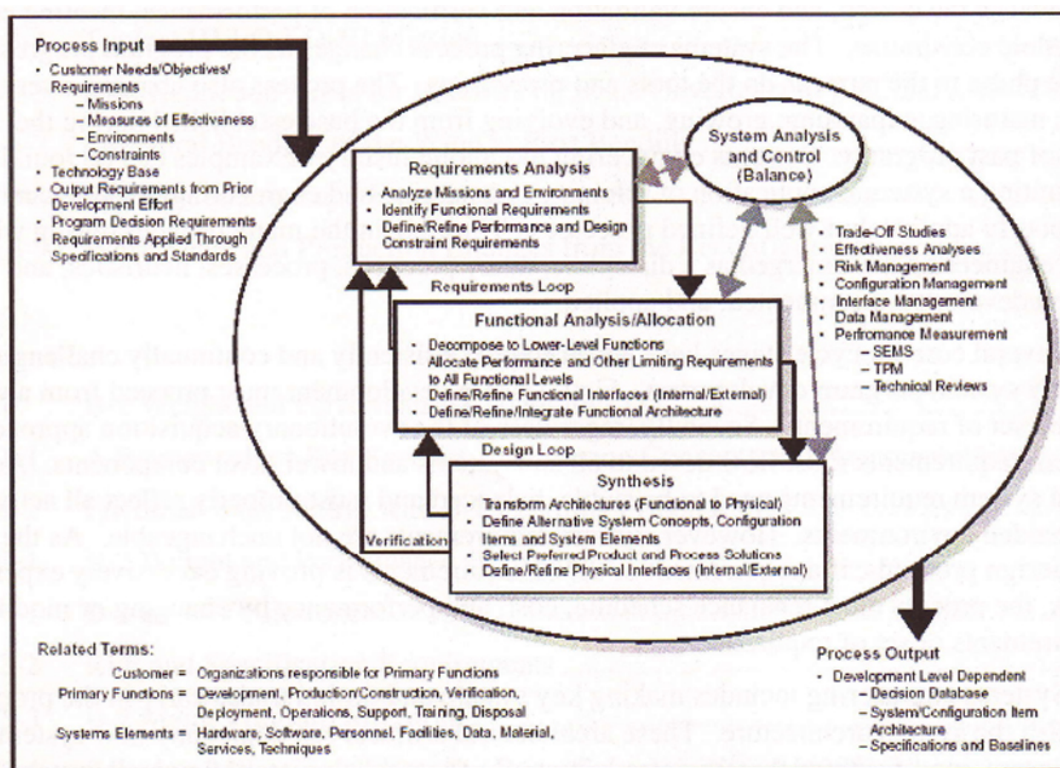 Process Input
• Customer Needs/Objectives/
Requirements
– Missions
– Measures of Effectiveness
– Environments
– Constraints
• Technology Base
• Output Requirements from Prior
Development Effort
• Program Decision Requirements
• Requirements Applied Through
Specifications and Standards
System Analysis
and Control
(Balance)
Requirements Analysis
• Analyze Missions and Environments
• Identify Functional Requirements
• Define/Refine Performance and Design
Constraint Requirements
Requirements Loop
Functional Analysis/Allocation
• Decompose to Lower-Level Functions
• Allocate Performance and Other Limiting Requirements
to All Functional Levels
• Define/Refine Functional Interfaces (Internal/External)
• Define/Refine/Integrate Functional Architecture
Design Loop
Synthesis
• Transform Architectures (Functional to Physical)
• Define Alternative System Concepts, Configuration
Items and System Elements
• Select Preferred Product and Process Solutions
• Define/Refine Physical Interfaces (Internal/External)
Verification
• Trade-Off Studies
• Effectiveness Analyses
• Risk Management
• Configuration Management
• Interface Management
• Data Management
• Perfromance Measurement
– SEMS
– TPM
– Technical Reviews
Related Terms:
Customer = Organizations responsible for Primary Functions
Primary Functions = Development, Production/Construction, Verification,
Deployment, Operations, Support, Training, Disposal
Systems Elements = Hardware, Software, Personnel, Facilities, Data, Material,
Services, Techniques
Process Output
• Development Level Dependent
– Decision Database
– System/Configuration Item
Architecture
– Specifications and Baselines